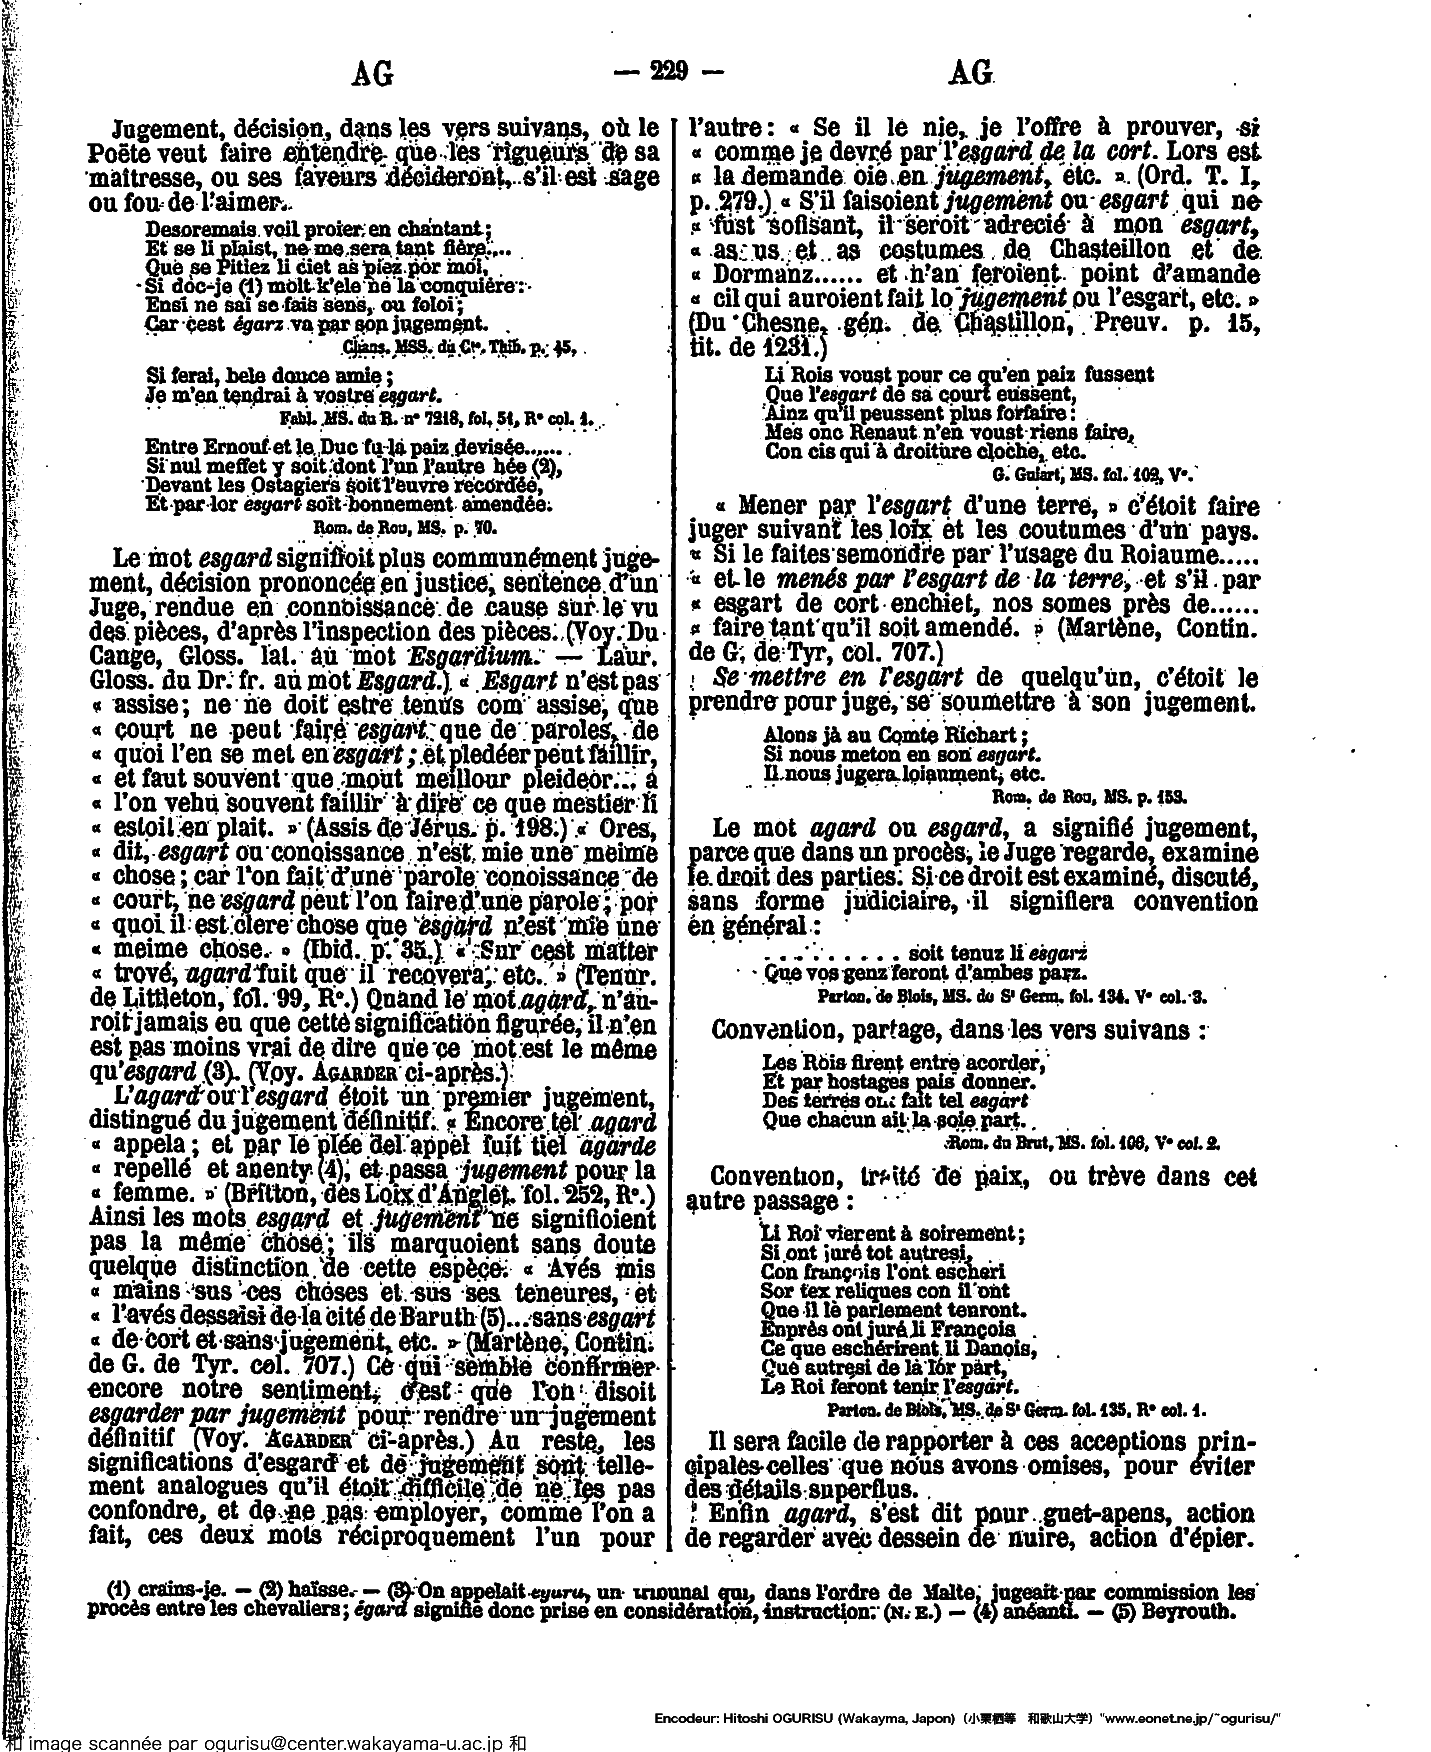 AG — 229 — AG
Jugement, décision, dans les vers suivans, où le
Poëte veut faire entendre que les rigueurs de sa
maîtresse, ou ses faveurs décideront, s'il est sage
ou fou de l'aimer.
Desoremais voil proier en chantant ;
Et se li plaist, ne me sera tant fière....
Que se Pitiez li ciet as piez por moi,
Si doc-je (1) molt k'ele ne la conquière :
Ensi ne sai se fais sens, ou foloi ;
Car cest égarz va par son jugement.
Chans. MSS. du Cte. Thib. p. 45,
Si ferai, bele douce amie ;
Je m'en tendrai à vostre esgart.
Fabl. MS. du R. n° 7218, fol. 51, R° col. 1.
Entre Ernouf et le Duc fu la paiz devisée......
Si nul meffet y soit dont l'un l'autre hée (2),
Devant les Ostagiers soit l'euvre recordée,
Et par lor esgart soit bonnement amendée.
Rom. de Rou, MS. p. 70.
Le mot esgard signifioit plus communément juge-
ment, décision prononcée en justice, sentence d'un
Juge, rendue en connoissance de cause sur le vu
des pièces, d'après l'inspection des pièces. (Voy. Du
Cange, Gloss. lat. au mot Esgardium. — Laur.
Gloss. du Dr. fr. au mot Esgard.) « Esgart n'est pas
« assise ; ne ne doit estre tenus com assise, que
« court ne peut faire esgart que de paroles, de
« quoi l'en se met en esgart ; et pledéer peut faillir,
« et faut souvent que mout meillour pleideor... a
« l'on vehu souvent faillir à dire ce que mestier li
« estoit en plait. » (Assis de Jérus. p. 198.) « Ores,
« dit, esgart ou conoissance n'est mie une meime
« chose ; car l'on fait d'une parole conoissance de
« court, ne esgard peut l'on faire d'une parole ; por
« quoi il est clere chose que esgard n'est mie une
« meime chose. » (Ibid. p. 35.) « Sur cest matter
« trové, agard fuit que il recovera, etc. » (Tenur.
de Littleton, fol. 99, R°.) Quand le mot agard, n'au-
roit jamais eu que cette signification figurée, il n'en
est pas moins vrai de dire que ce mot est le même
qu'esgard (3). (Voy. AGARDER ci-après.)
L'agard ou l'esgard étoit un premier jugement,
distingué du jugement définitif. « Encore tel agard
« appela ; et par le plée del appel fuit tiel agarde
« repellé et anenty (4), et passa jugement pour la
« femme. » (Britton, des Loix d'Anglet. fol. 252, R°.)
Ainsi les mots esgard et jugement ne signifioient
pas la même chose ; ils marquoient sans doute
quelque distinction de cette espèce. « Avés mis
« mains sus ces choses et sus ses teneures, et
« l'avés dessaisi de la cité de Baruth (5)... sans esgart
« de cort et sans jugement, etc. » (Martène, Contin.
de G. de Tyr. col. 707.) Ce qui semble confirmer
encore notre sentiment, c'est que l'on disoit
esgarder par jugement pour rendre un jugement
définitif (Voy. AGARDER ci-après.) Au reste, les
significations d'esgard et de jugement sont telle-
ment analogues qu'il étoit difficile de ne les pas
confondre, et de ne pas employer, comme l'on a
fait, ces deux mots réciproquement l'un pour
l'autre : « Se il le nie, je l'offre à prouver, si
« comme je devré par l'esgard de la cort. Lors est
« la demande oie en jugement, etc. » (Ord. T. I,
p. 279.) « S'il faisoient jugement ou esgart qui ne
« fust sofisant, il seroit adrecié à mon esgart,
« as us et as costumes de Chasteillon et de
« Dormanz...... et n'an feroient point d'amande
« cil qui auroient fait lo jugement ou l'esgart, etc. »
(Du Chesne, gén. de Chastillon, Preuv. p. 15,
tit. de 1231.)
Li Rois voust pour ce qu'en paiz fussent
Que l'esgart de sa court eussent,
Ainz qu'il peussent plus forfaire :
Mes onc Renaut n'en voust riens faire,
Con cis qui à droiture cloche, etc.
G. Guiart, MS. fol. 102, V°.
« Mener par l'esgart d'une terre, » c'étoit faire
juger suivant les loix et les coutumes d'un pays.
« Si le faites semondre par l'usage du Roiaume.....
« et le menés par l'esgart de la terre, et s'il par
« esgart de cort enchiet, nos somes près de......
« faire tant qu'il soit amendé. » (Martène, Contin.
de G. de Tyr, col. 707.)
Se mettre en l'esgart de quelqu'un, c'étoit le
prendre pour juge, se soumettre à son jugement.
Alons jà au Comte Richart ;
Si nous meton en son esgart.
Il nous jugera loiaument, etc.
Rom. de Rou, MS. p. 153.
Le mot agard ou esgard, a signifié jugement,
parce que dans un procès, le Juge regarde, examine
le droit des parties. Si ce droit est examiné, discuté,
sans forme judiciaire, il signifiera convention
en général :
. . . . . . . . . . soit tenuz li esgarz
Que vos genz feront d'ambes parz.
Parton. de Blois, MS. de St Germ. fol. 134. V° col. 3.
Convention, partage, dans les vers suivans :
Les Rois firent entre acorder,
Et par hostages pais donner.
Des terres ont fait tel esgart
Que chacun ait la soie part.
Rom. du Brut, MS. fol. 106, V° col. 2.
Convention, traité de paix, ou trève dans cet
autre passage :
Li Roi vierent à soirement ;
Si ont juré tot autresi,
Con françois l'ont escheri
Sor tex reliques con il ont
Que il le parlement tenront.
Enprès ont juré li François
Ce que eschérirent li Danois,
Que autresi de la lor part,
Le Roi feront tenir l'esgart.
Parton. de Blois, MS. de St Germ. fol. 135, R° col. 1.
Il sera facile de rapporter à ces acceptions prin-
cipales celles que nous avons omises, pour éviter
des détails superflus.
Enfin agard, s'est dit pour guet-apens, action
de regarder avec dessein de nuire, action d'épier.
(1) crains-je. — (2) haïsse. — (3) On appelait un tribunal qui, dans l'ordre de Malte, jugeait par commission les
procès entre les chevaliers ; égard signifie donc prise en considération, instruction. (N. E.) — (4) anéanti. — (5) Beyrouth.
Encodeur: Hitoshi OGURISU (Wakayma, Japon) (小栗栖等 和歌山大学) "www.eonet.ne.jp/~ogurisu/"
和 image scannée par ogurisu@center.wakayama-u.ac.jp 和